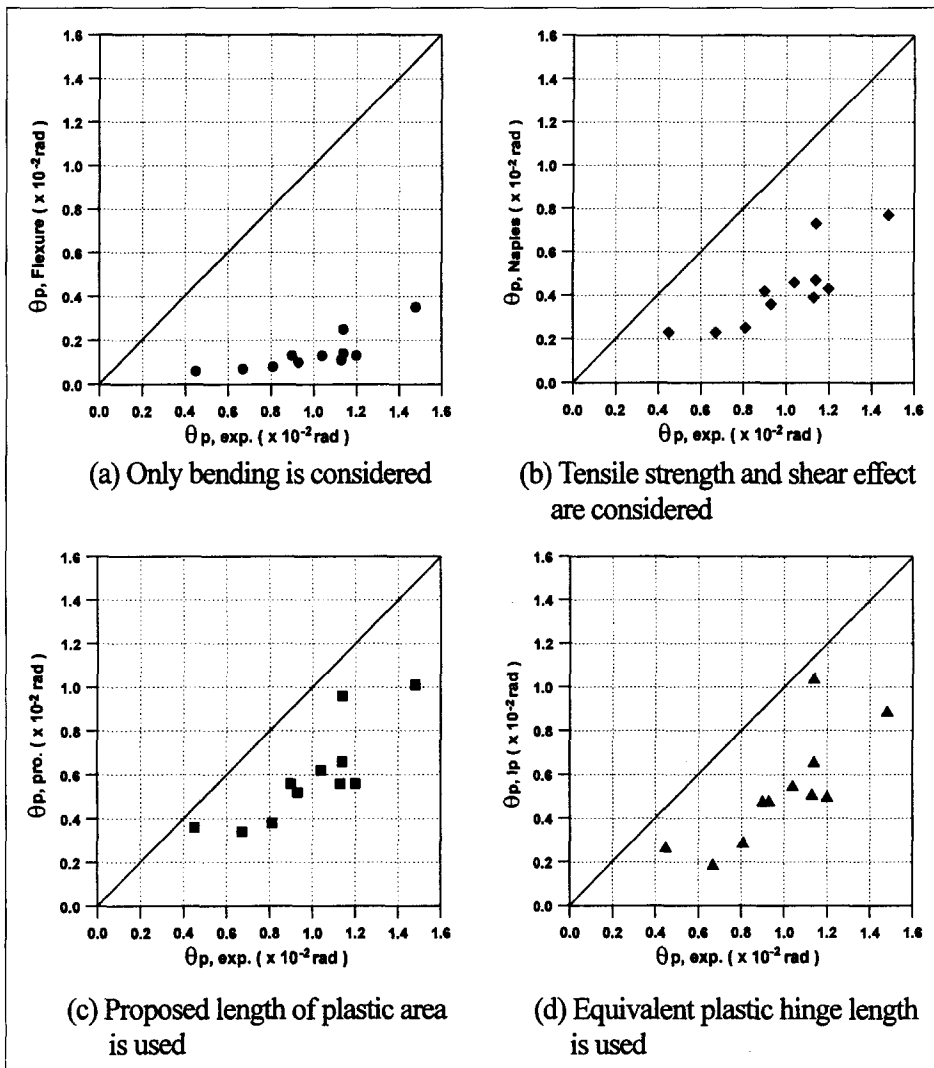 1.6
1.4
1.2
1.0
0.8
0.6
0.4
0.2
0.0
θp, Flexure ( x 10⁻² rad )
0.0 0.2 0.4 0.6 0.8 1.0 1.2 1.4 1.6
θp, exp. ( x 10⁻² rad )
(a) Only bending is considered
1.6
1.4
1.2
1.0
0.8
0.6
0.4
0.2
0.0
θp, Naples ( x 10⁻² rad )
0.0 0.2 0.4 0.6 0.8 1.0 1.2 1.4 1.6
θp, exp. ( x 10⁻² rad )
(b) Tensile strength and shear effect
are considered
1.6
1.4
1.2
1.0
0.8
0.6
0.4
0.2
0.0
θp, pro. ( x 10⁻² rad )
0.0 0.2 0.4 0.6 0.8 1.0 1.2 1.4 1.6
θp, exp. ( x 10⁻² rad )
(c) Proposed length of plastic area
is used
1.6
1.4
1.2
1.0
0.8
0.6
0.4
0.2
0.0
θp, lp ( x 10⁻² rad )
0.0 0.2 0.4 0.6 0.8 1.0 1.2 1.4 1.6
θp, exp. ( x 10⁻² rad )
(d) Equivalent plastic hinge length
is used